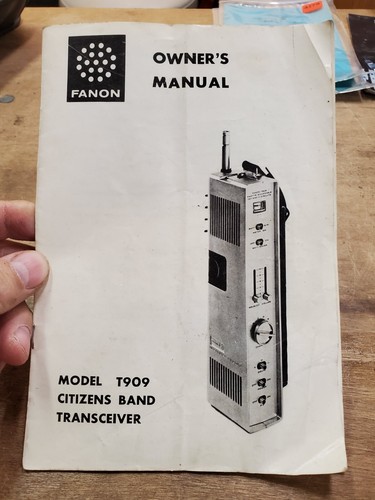 FANON
OWNER'S
MANUAL
MODEL T909
CITIZENS BAND
TRANSCEIVER